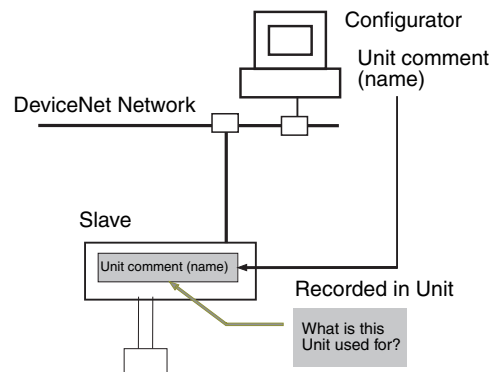 Configurator
Unit comment
(name)
DeviceNet Network
Slave
Unit comment (name)
Recorded in Unit
What is this
Unit used for?